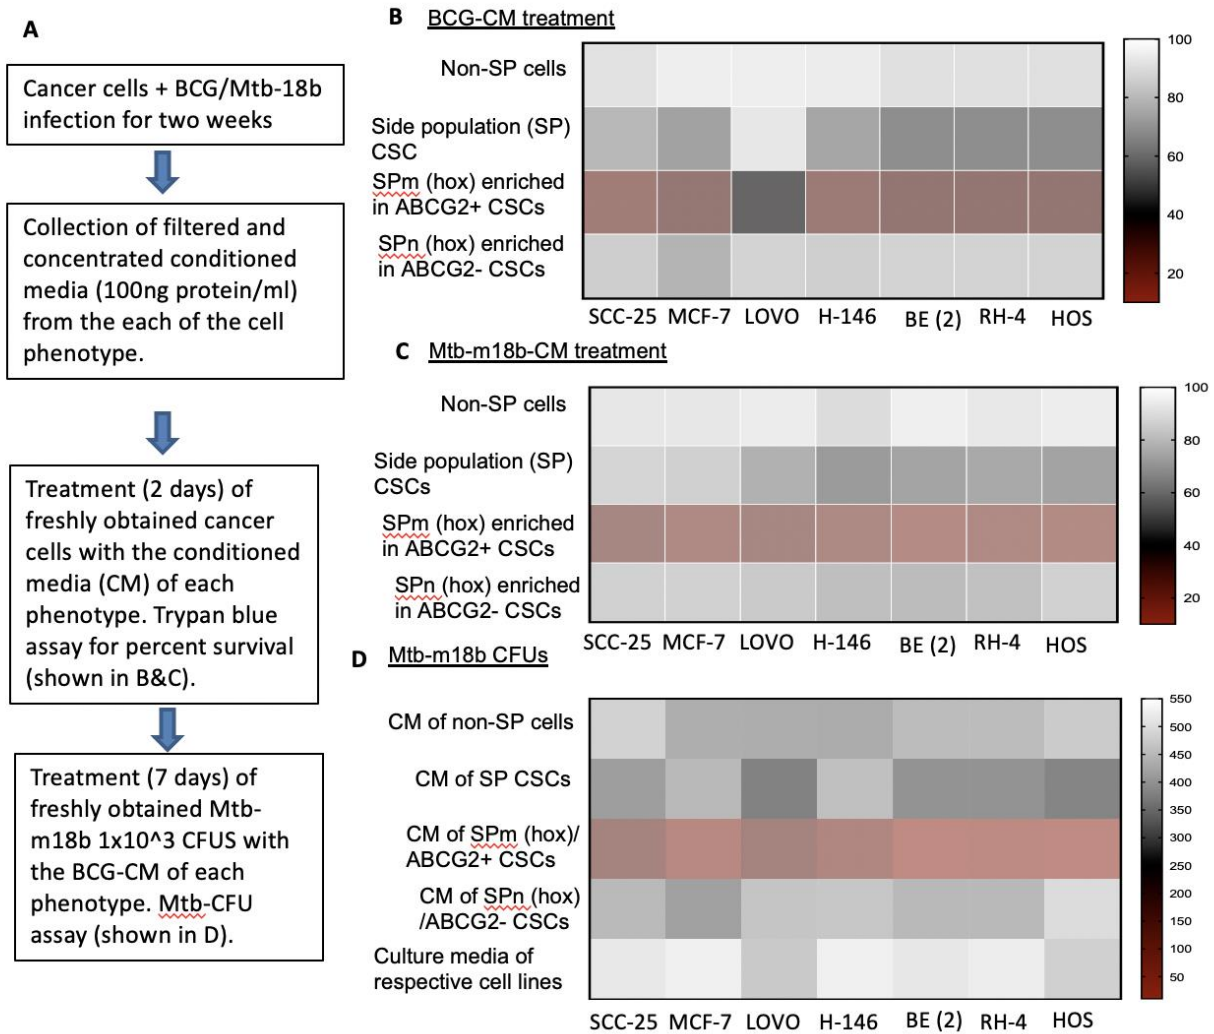 A
Cancer cells + BCG/Mtb-18b
infection for two weeks
Collection of filtered and
concentrated conditioned
media (100ng protein/ml)
from the each of the cell
phenotype.
Treatment (2 days) of
freshly obtained cancer
cells with the conditioned
media (CM) of each
phenotype. Trypan blue
assay for percent survival
(shown in B&C).
Treatment (7 days) of
freshly obtained Mtb-
m18b 1x10^3 CFUS with
the BCG-CM of each
phenotype. Mtb-CFU
assay (shown in D).
B BCG-CM treatment
Non-SP cells
Side population (SP)
CSC
SPm (hox) enriched
in ABCG2+ CSCs
SPn (hox) enriched
in ABCG2- CSCs
SCC-25 MCF-7 LOVO H-146 BE (2) RH-4 HOS
100
80
60
40
20
C Mtb-m18b-CM treatment
Non-SP cells
Side population (SP)
CSCs
SPm (hox) enriched
in ABCG2+ CSCs
SPn (hox) enriched
in ABCG2- CSCs
SCC-25 MCF-7 LOVO H-146 BE (2) RH-4 HOS
100
80
60
40
20
D Mtb-m18b CFUs
CM of non-SP cells
CM of SP CSCs
CM of SPm (hox)/
ABCG2+ CSCs
CM of SPn (hox)
/ABCG2- CSCs
Culture media of
respective cell lines
SCC-25 MCF-7 LOVO H-146 BE (2) RH-4 HOS
550
500
450
400
350
300
250
200
150
100
50